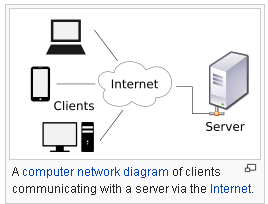 Internet
Clients
Server
A computer network diagram of clients
communicating with a server via the Internet.